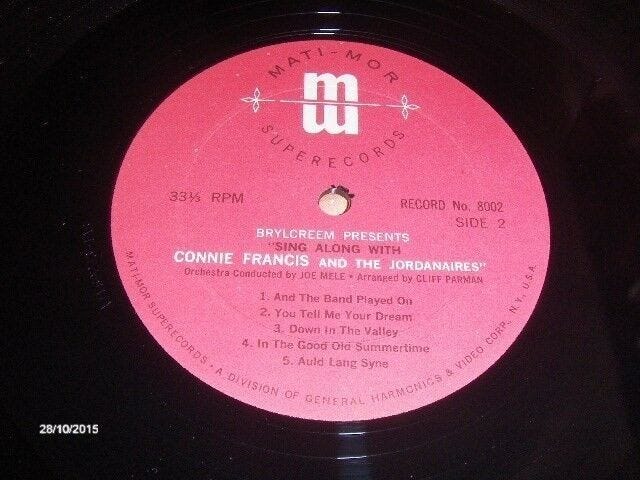 MATI-MOR
SUPERECORDS
33⅓ RPM
RECORD No. 8002
SIDE 2
BRYLCREEM PRESENTS
"SING ALONG WITH
CONNIE FRANCIS AND THE JORDANAIRES"
Orchestra Conducted by JOE MELE • Arranged by CLIFF PARMAN
1. And The Band Played On
2. You Tell Me Your Dream
3. Down In The Valley
4. In The Good Old Summertime
5. Auld Lang Syne
MATI-MOR SUPERECORDS • A DIVISION OF GENERAL HARMONICS & VIDEO CORP., N.Y., U.S.A.
28/10/2015